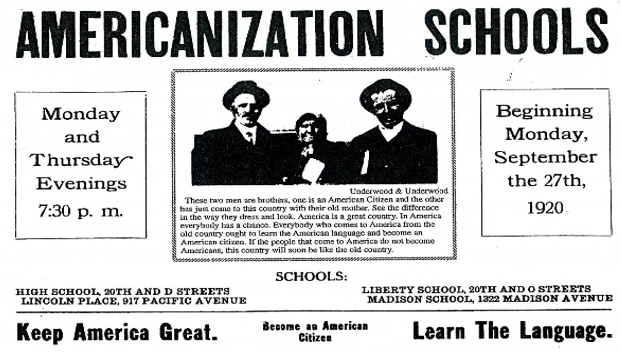 AMERICANIZATION SCHOOLS
Monday
and
Thursday
Evenings
7:30 p. m.
Underwood & Underwood
These two men are brothers, one is an American Citizen and the other
has just come to this country with their old mother. See the difference
in the way they dress and look. America is a great country. In America
everybody has a chance. Everybody who comes to America from the
old country ought to learn the American language and become an
American citizen. If the people that come to America do not become
Americans, this country will soon be like the old country.
Beginning
Monday,
September
the 27th,
1920
SCHOOLS:
HIGH SCHOOL, 20TH AND D STREETS
LINCOLN PLACE, 917 PACIFIC AVENUE
LIBERTY SCHOOL, 20TH AND O STREETS
MADISON SCHOOL, 1322 MADISON AVENUE
Keep America Great.
Become an American
Citizen
Learn The Language.